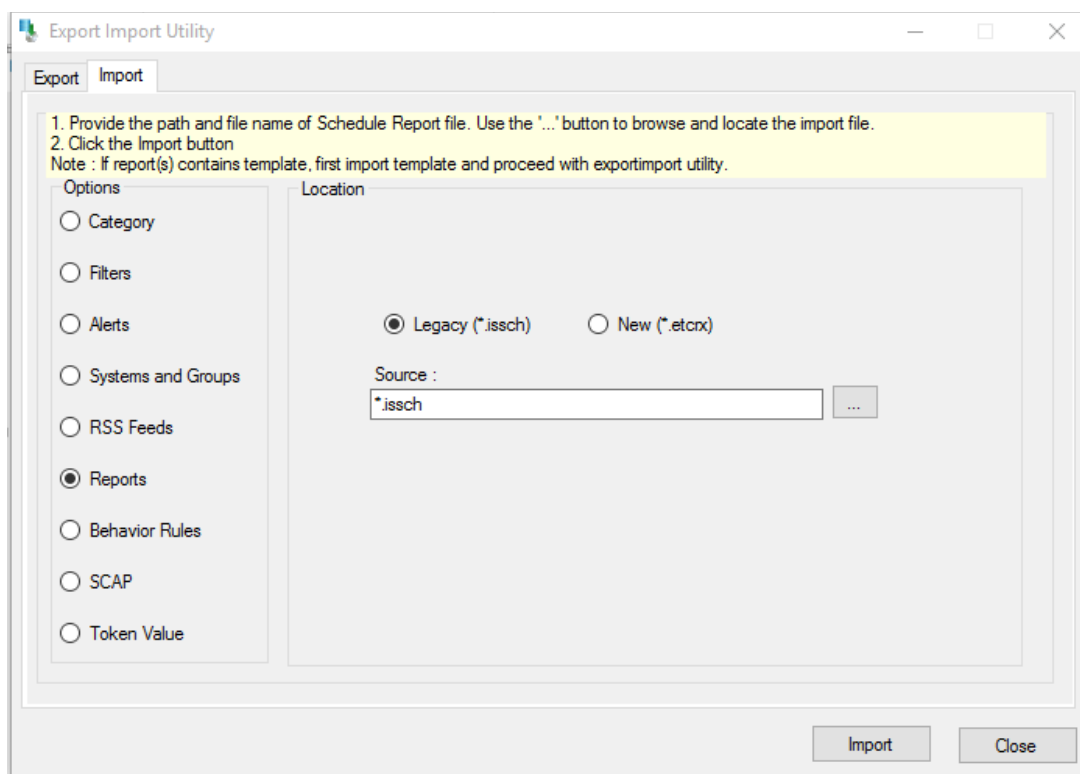 Export Import Utility
Export Import
1. Provide the path and file name of Schedule Report file. Use the '...' button to browse and locate the import file.
2. Click the Import button
Note : If report(s) contains template, first import template and proceed with exportimport utility.
Options
Category
Filters
Alerts
Systems and Groups
RSS Feeds
Reports
Behavior Rules
SCAP
Token Value
Location
Legacy (*.issch) New (*.etcrx)
Source :
*.issch ...
Import Close